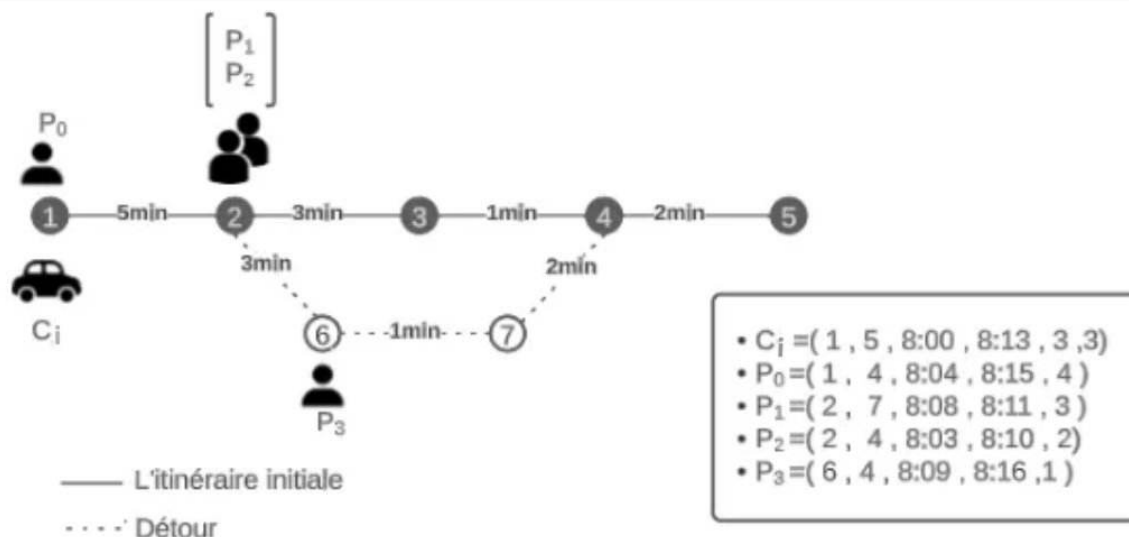 P₁
P₂
P₀
1 5min 2 3min 3 1min 4 2min 5
3min 2min
Cᵢ
6 1min 7
P₃
• Cᵢ =( 1 , 5 , 8:00 , 8:13 , 3 ,3)
• P₀=( 1 , 4 , 8:04 , 8:15 , 4 )
• P₁=( 2 , 7 , 8:08 , 8:11 , 3 )
• P₂=( 2 , 4 , 8:03 , 8:10 , 2)
• P₃=( 6 , 4 , 8:09 , 8:16 ,1 )
L'itinéraire initiale
Détour